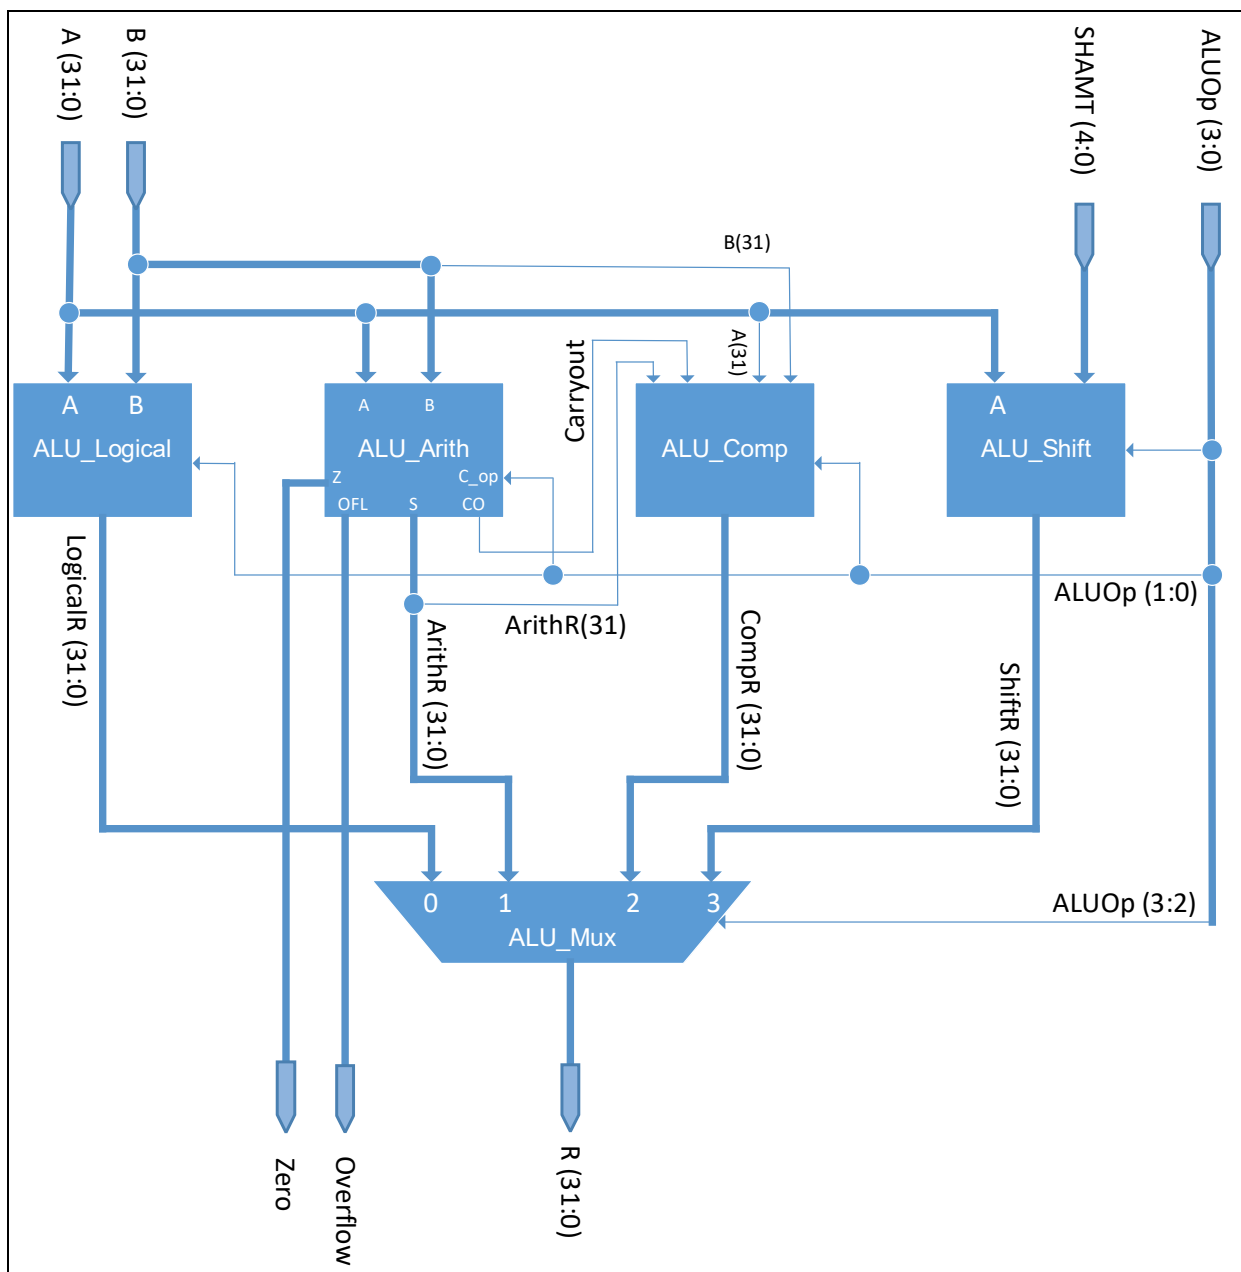 A (31:0)
B (31:0)
SHAMT (4:0)
ALUOp (3:0)
B(31)
A(31)
Carryout
A
B
ALU_Logical
A
B
ALU_Arith
Z
C_op
OFL
S
CO
ALU_Comp
A
ALU_Shift
LogicalR (31:0)
ArithR(31)
ArithR (31:0)
CompR (31:0)
ShiftR (31:0)
ALUOp (1:0)
0
1
2
3
ALU_Mux
ALUOp (3:2)
Zero
Overflow
R (31:0)